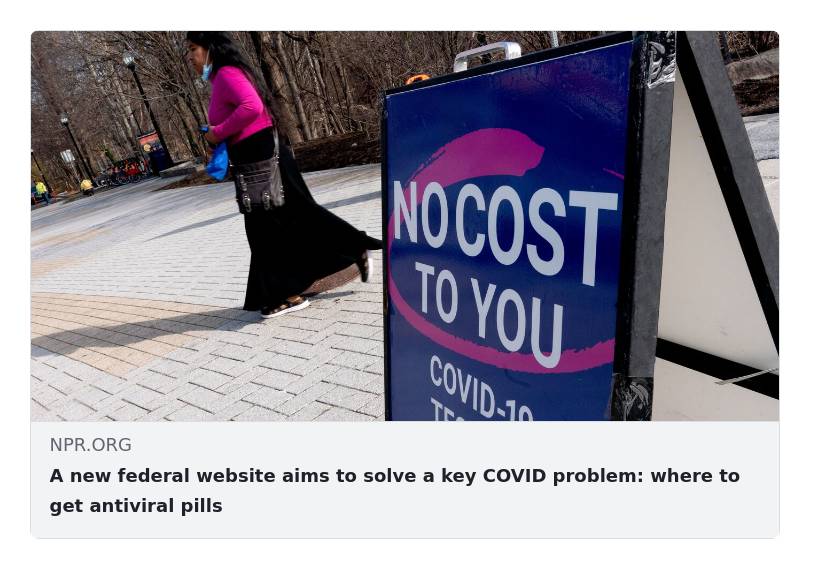 NO COST
TO YOU
COVID-19
NPR.ORG
A new federal website aims to solve a key COVID problem: where to
get antiviral pills